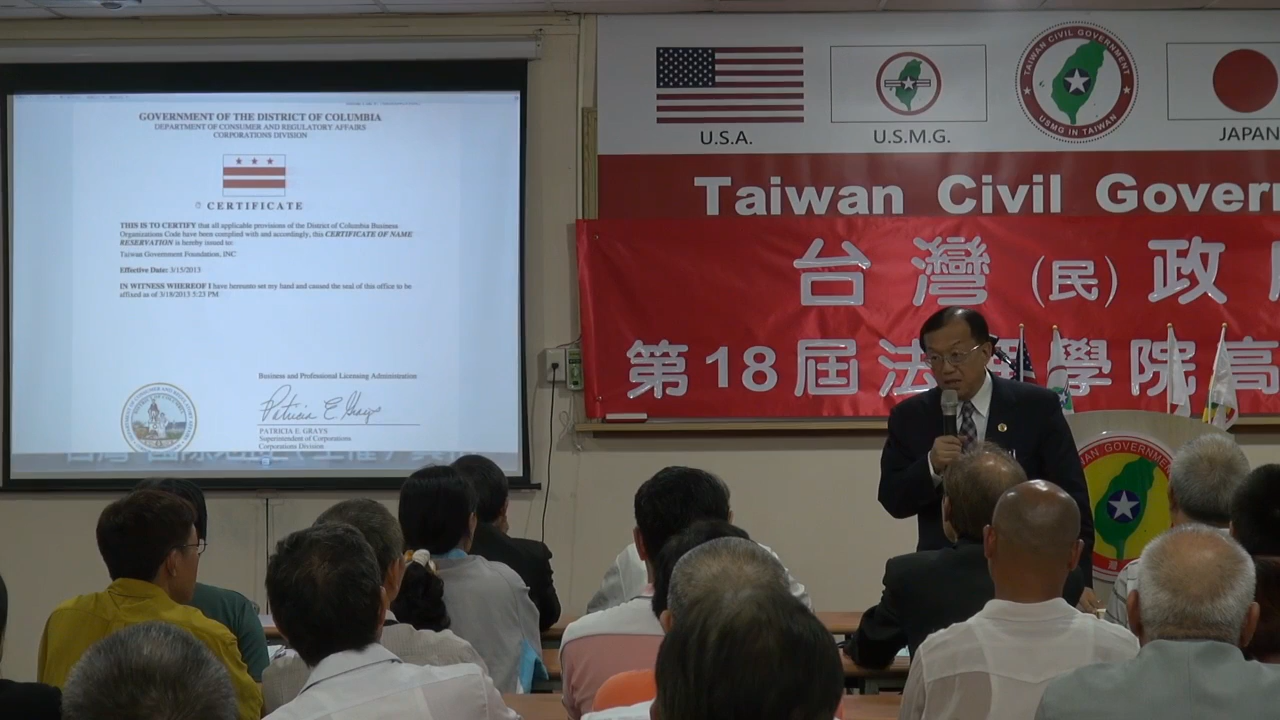 GOVERNMENT OF THE DISTRICT OF COLUMBIA
DEPARTMENT OF CONSUMER AND REGULATORY AFFAIRS
CORPORATIONS DIVISION
CERTIFICATE
THIS IS TO CERTIFY that all applicable provisions of the District of Columbia Business
Organizations Code have been complied with and accordingly, this CERTIFICATE OF NAME
RESERVATION is hereby issued to:
Taiwan Government Foundation, INC
Effective Date: 3/15/2013
IN WITNESS WHEREOF I have hereunto set my hand and caused the seal of this office to be
affixed as of 3/18/2013 5:23 PM
Business and Professional Licensing Administration
Patricia E. Grays
PATRICIA E. GRAYS
Superintendent of Corporations
Corporations Division
U.S.A.
U.S.M.G.
TAIWAN CIVIL GOVERNMENT
USMG IN TAIWAN
JAPAN
Taiwan Civil Govern
台灣(民)政
第18屆法理學院高
WAN GOVERNMENT